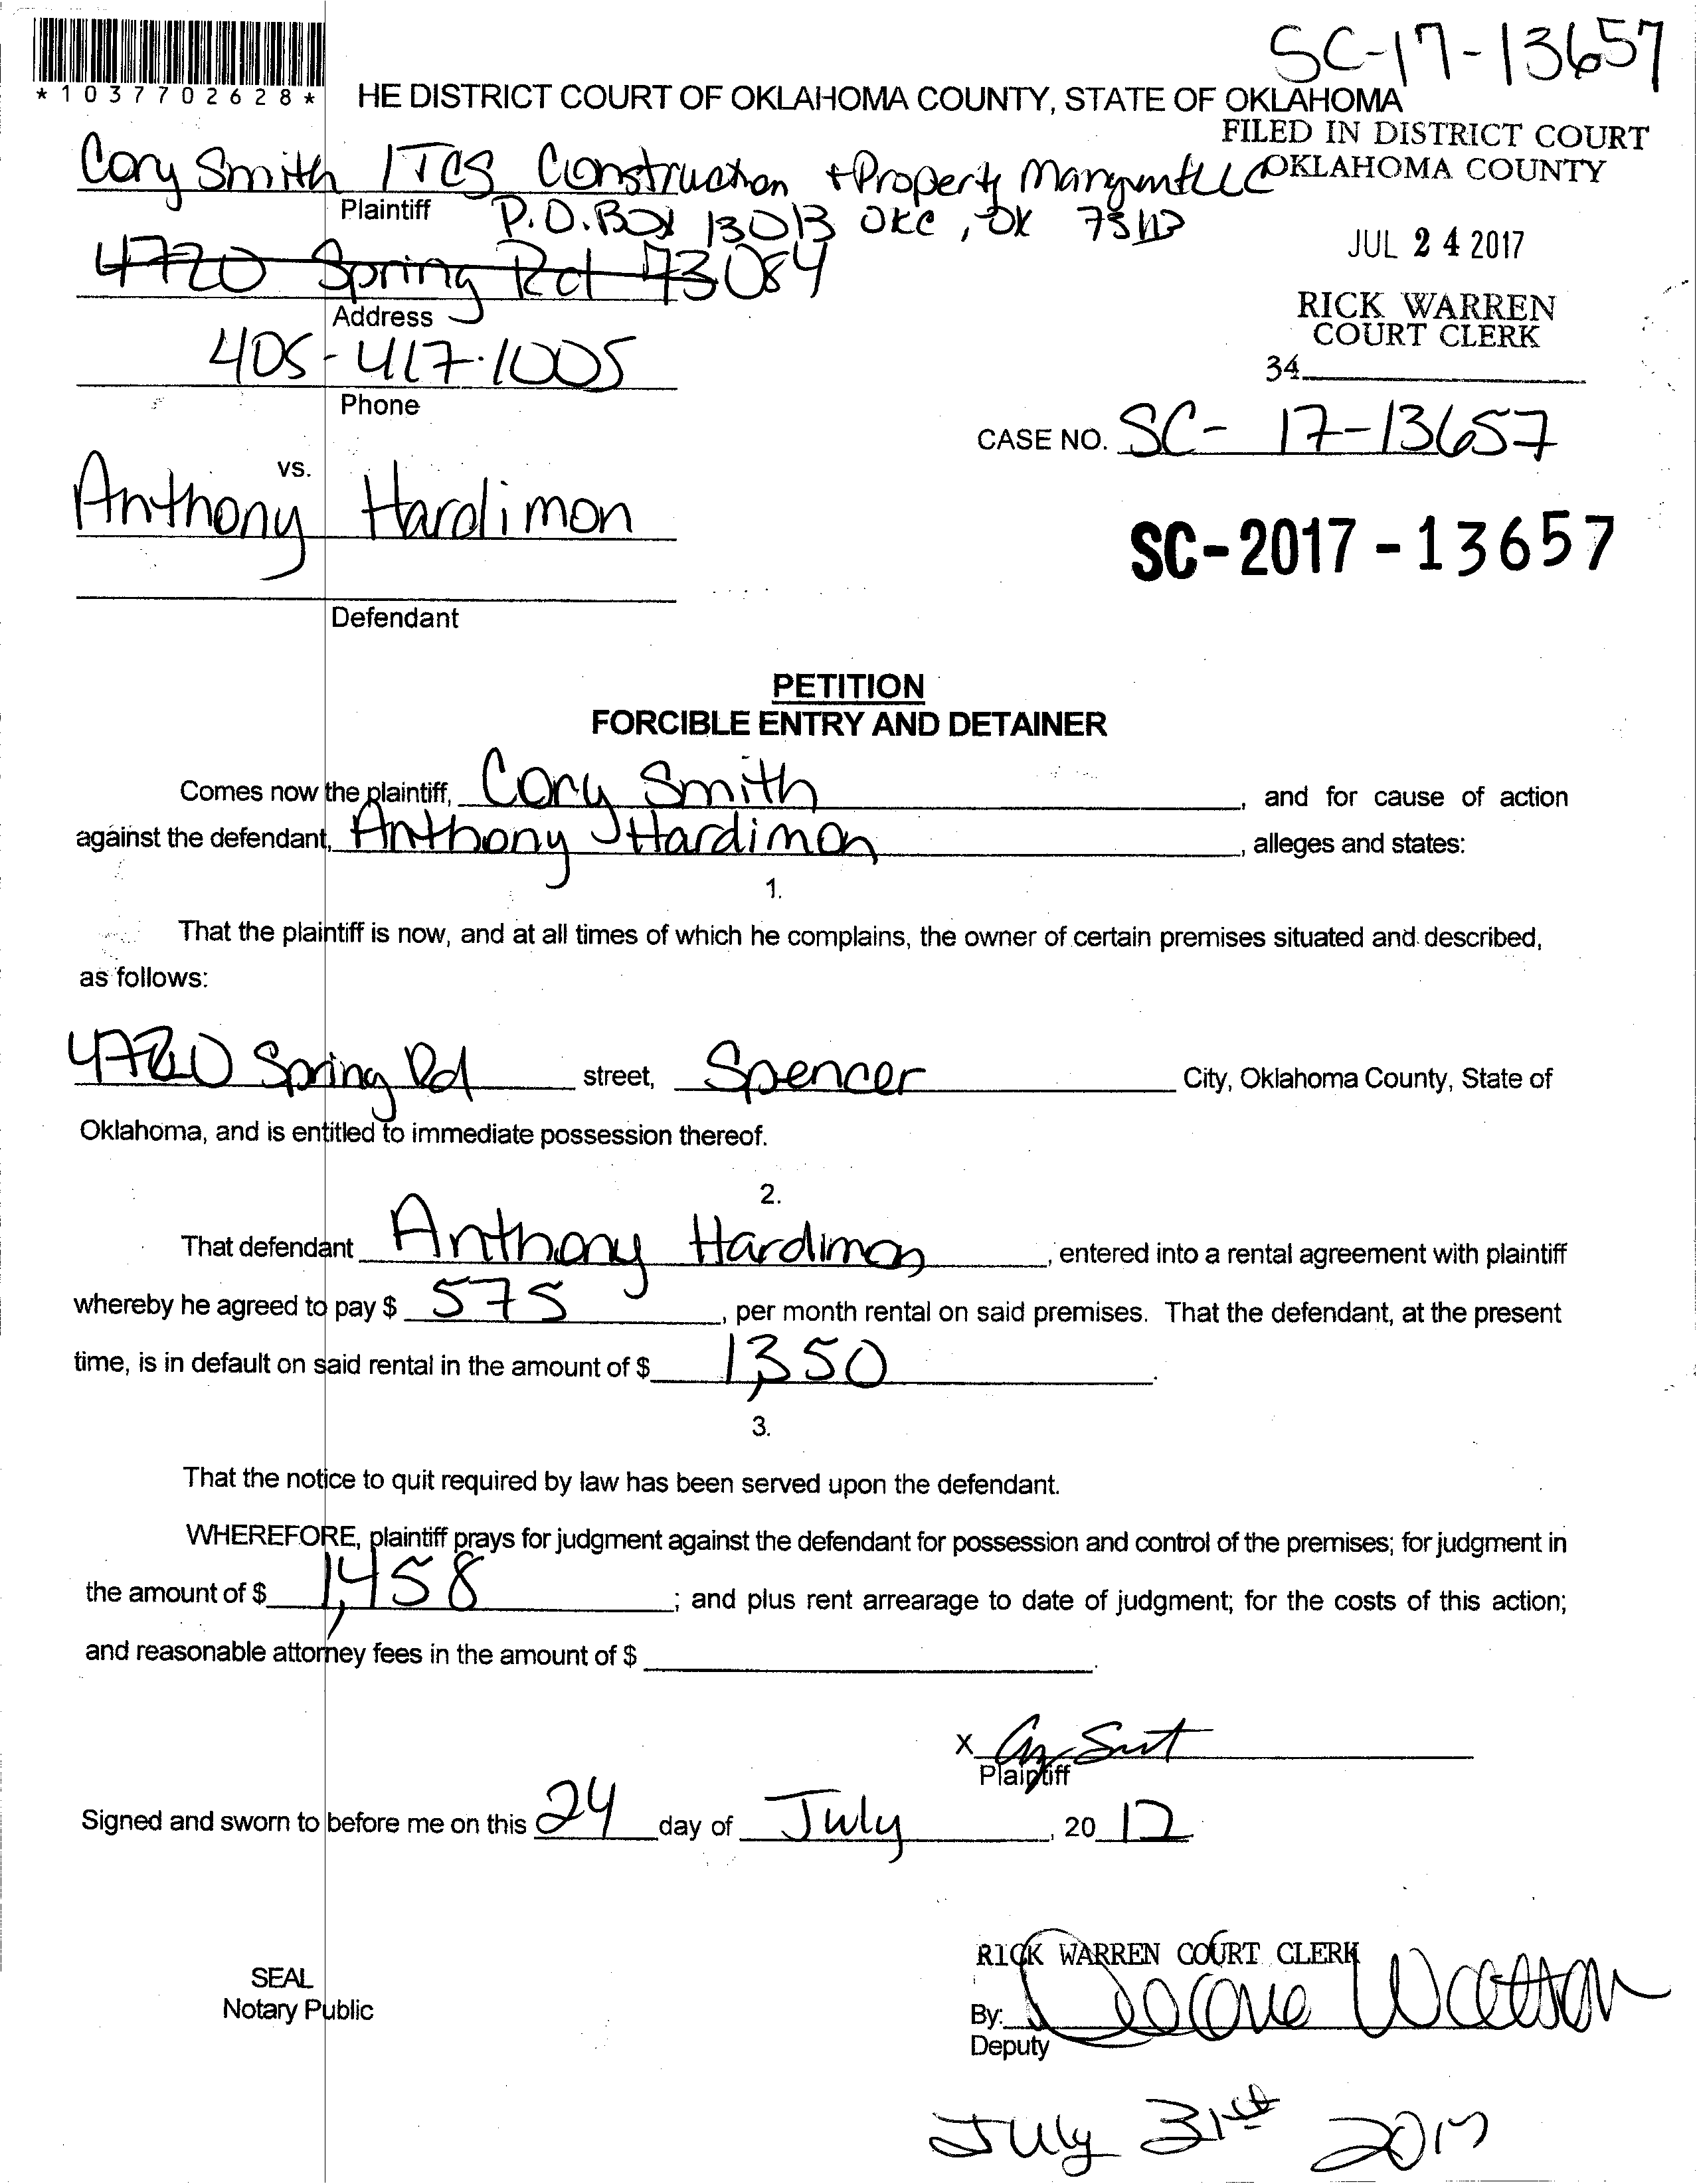 SC-17-13657
*1037702628*
HE DISTRICT COURT OF OKLAHOMA COUNTY, STATE OF OKLAHOMA
FILED IN DISTRICT COURT
OKLAHOMA COUNTY
Cory Smith / TCS Construction + Property Mangmnt LLC
Plaintiff
P.O. Box 13013 OKC, OK 73113
4720 Spring Rd 73084
JUL 24 2017
Address
RICK WARREN
COURT CLERK
405-417-1005
34
Phone
CASE NO. SC- 17-13657
vs.
Anthony Hardimon
SC-2017-13657
Defendant
PETITION
FORCIBLE ENTRY AND DETAINER
Comes now the plaintiff, Cory Smith, and for cause of action
against the defendant, Anthony Hardimon, alleges and states:
1.
That the plaintiff is now, and at all times of which he complains, the owner of certain premises situated and described,
as follows:
4720 Spring Rd street, Spencer City, Oklahoma County, State of
Oklahoma, and is entitled to immediate possession thereof.
2.
That defendant Anthony Hardimon, entered into a rental agreement with plaintiff
whereby he agreed to pay $ 575, per month rental on said premises. That the defendant, at the present
time, is in default on said rental in the amount of $ 1,350.
3.
That the notice to quit required by law has been served upon the defendant.
WHEREFORE, plaintiff prays for judgment against the defendant for possession and control of the premises; for judgment in
the amount of $ 1,458; and plus rent arrearage to date of judgment; for the costs of this action;
and reasonable attorney fees in the amount of $
X
Plaintiff
Signed and sworn to before me on this 24 day of July, 20 17
RICK WARREN COURT CLERK
SEAL
Notary Public
By: Watson
Deputy
July 31st 2017